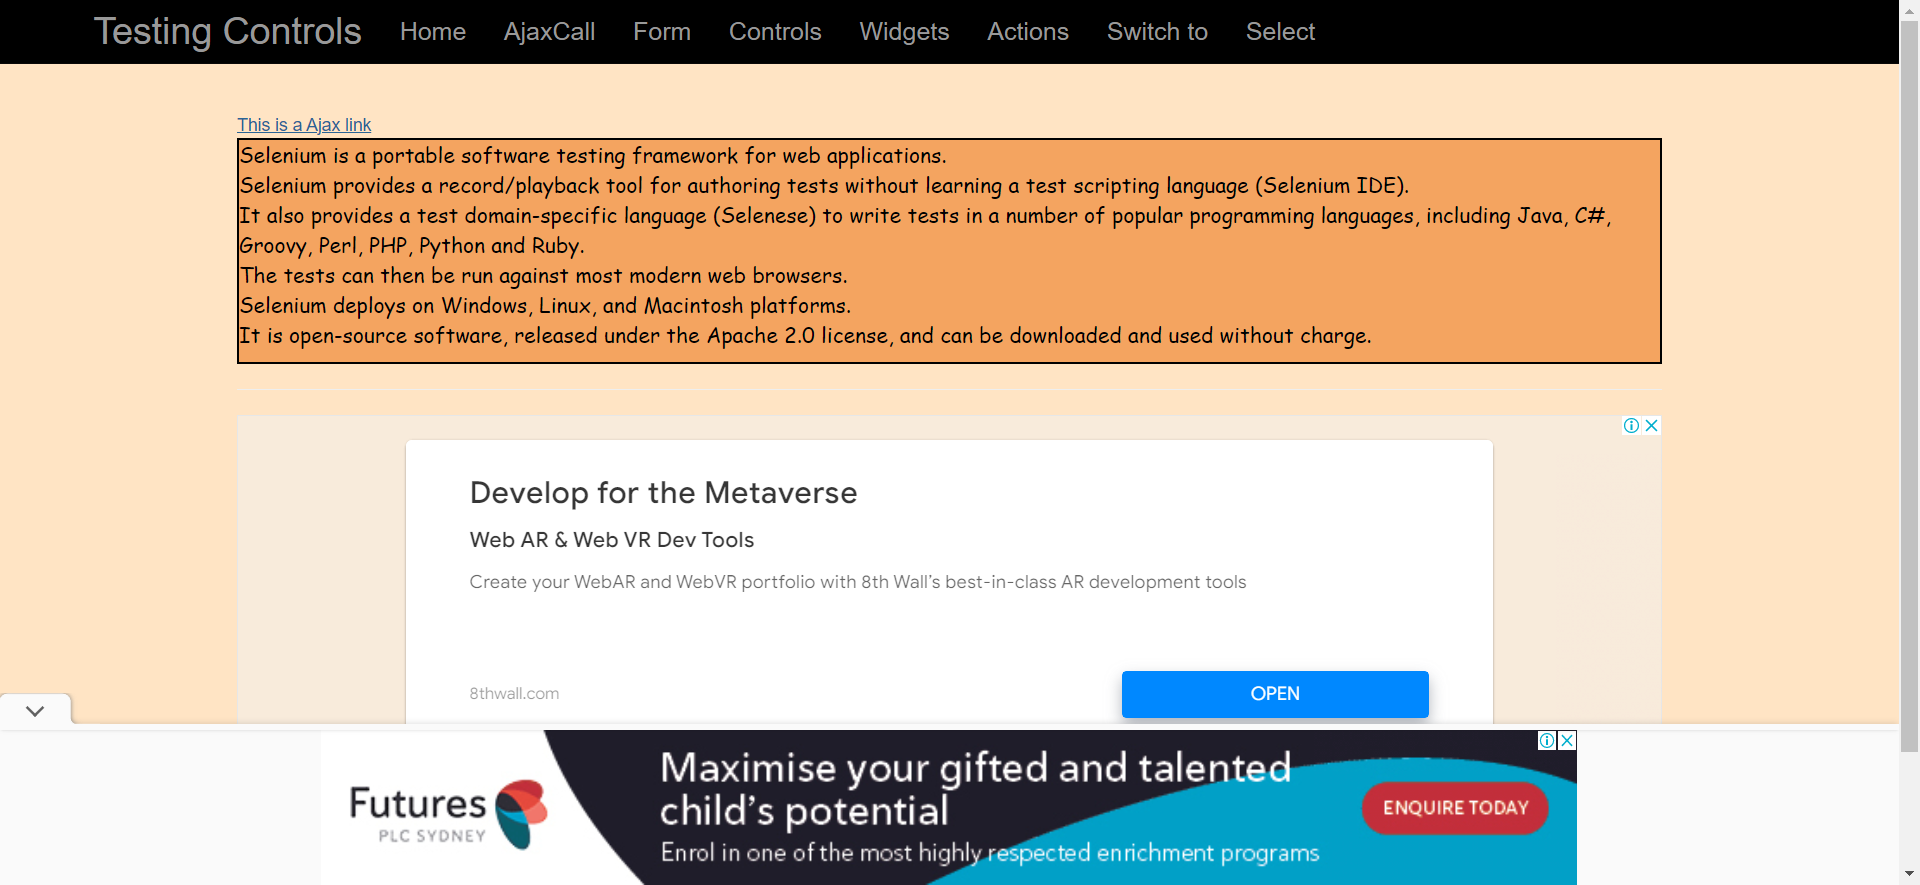 Testing Controls Home AjaxCall Form Controls Widgets Actions Switch to Select
This is a Ajax link
Selenium is a portable software testing framework for web applications.
Selenium provides a record/playback tool for authoring tests without learning a test scripting language (Selenium IDE).
It also provides a test domain-specific language (Selenese) to write tests in a number of popular programming languages, including Java, C#,
Groovy, Perl, PHP, Python and Ruby.
The tests can then be run against most modern web browsers.
Selenium deploys on Windows, Linux, and Macintosh platforms.
It is open-source software, released under the Apache 2.0 license, and can be downloaded and used without charge.
Develop for the Metaverse
Web AR & Web VR Dev Tools
Create your WebAR and WebVR portfolio with 8th Wall's best-in-class AR development tools
8thwall.com
OPEN
Futures
PLC SYDNEY
Maximise your gifted and talented
child's potential
Enrol in one of the most highly respected enrichment programs
ENQUIRE TODAY